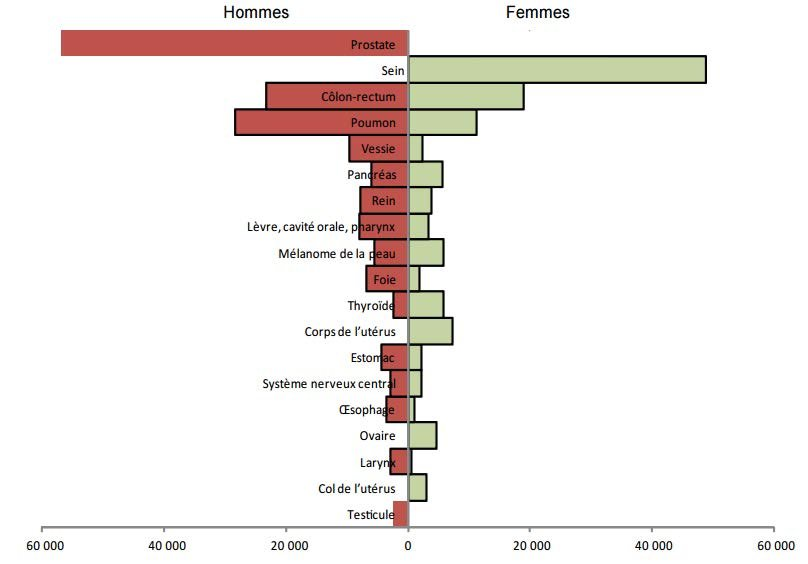 Hommes
Femmes
Prostate
Sein
Côlon-rectum
Poumon
Vessie
Pancréas
Rein
Lèvre, cavité orale, pharynx
Mélanome de la peau
Foie
Thyroïde
Corps de l'utérus
Estomac
Système nerveux central
Œsophage
Ovaire
Larynx
Col de l'utérus
Testicule
60 000 40 000 20 000 0 20 000 40 000 60 000